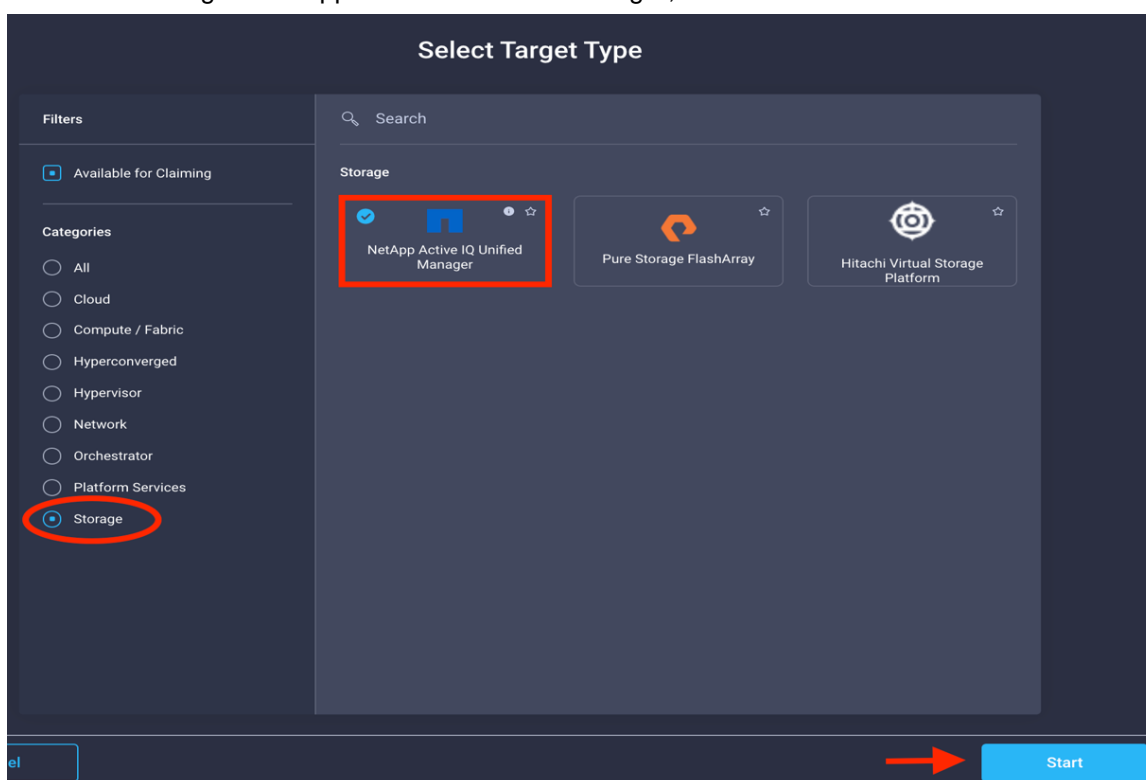 Select Target Type
Filters
Search
Available for Claiming
Storage
Categories
NetApp Active IQ Unified
Manager
Pure Storage FlashArray
Hitachi Virtual Storage
Platform
All
Cloud
Compute / Fabric
Hyperconverged
Hypervisor
Network
Orchestrator
Platform Services
Storage
el
Start